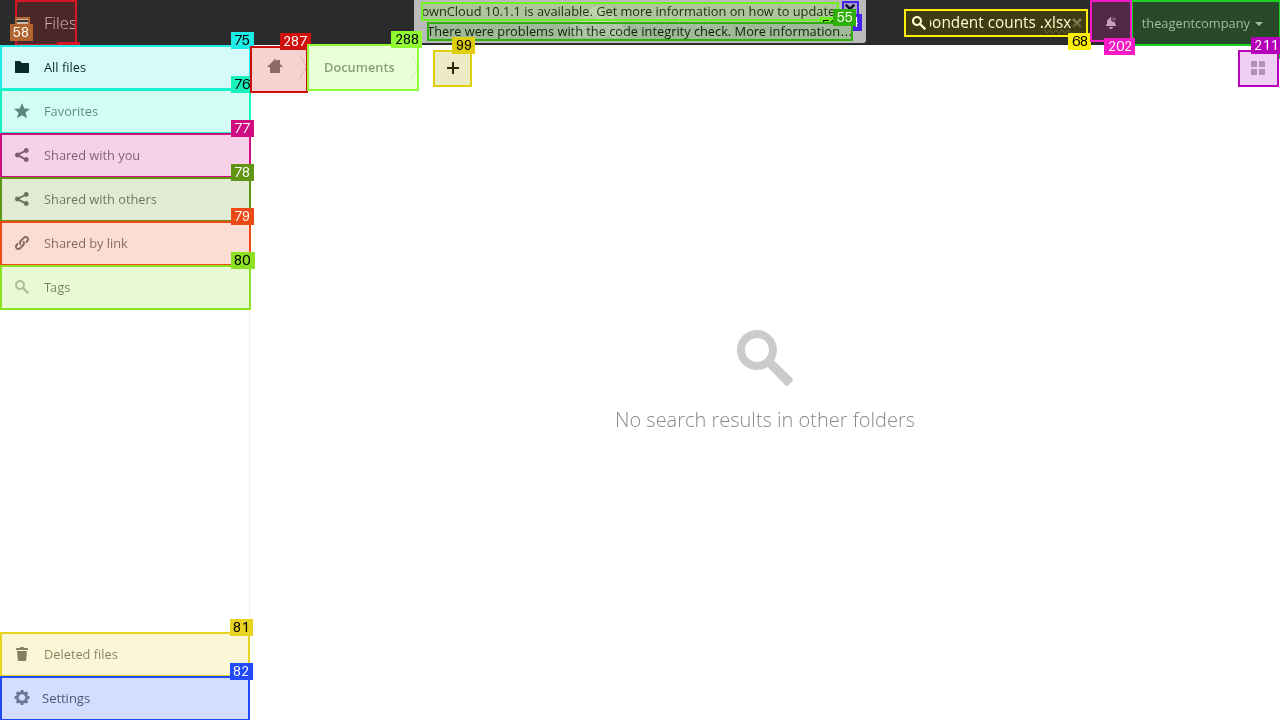 Files
ownCloud 10.1.1 is available. Get more information on how to update
There were problems with the code integrity check. More information…
ondent counts .xlsx
theagentcompany
58
55
68
202
211
75
76
77
78
79
80
81
82
287
288
99
All files
Favorites
Shared with you
Shared with others
Shared by link
Tags
Documents
No search results in other folders
Deleted files
Settings